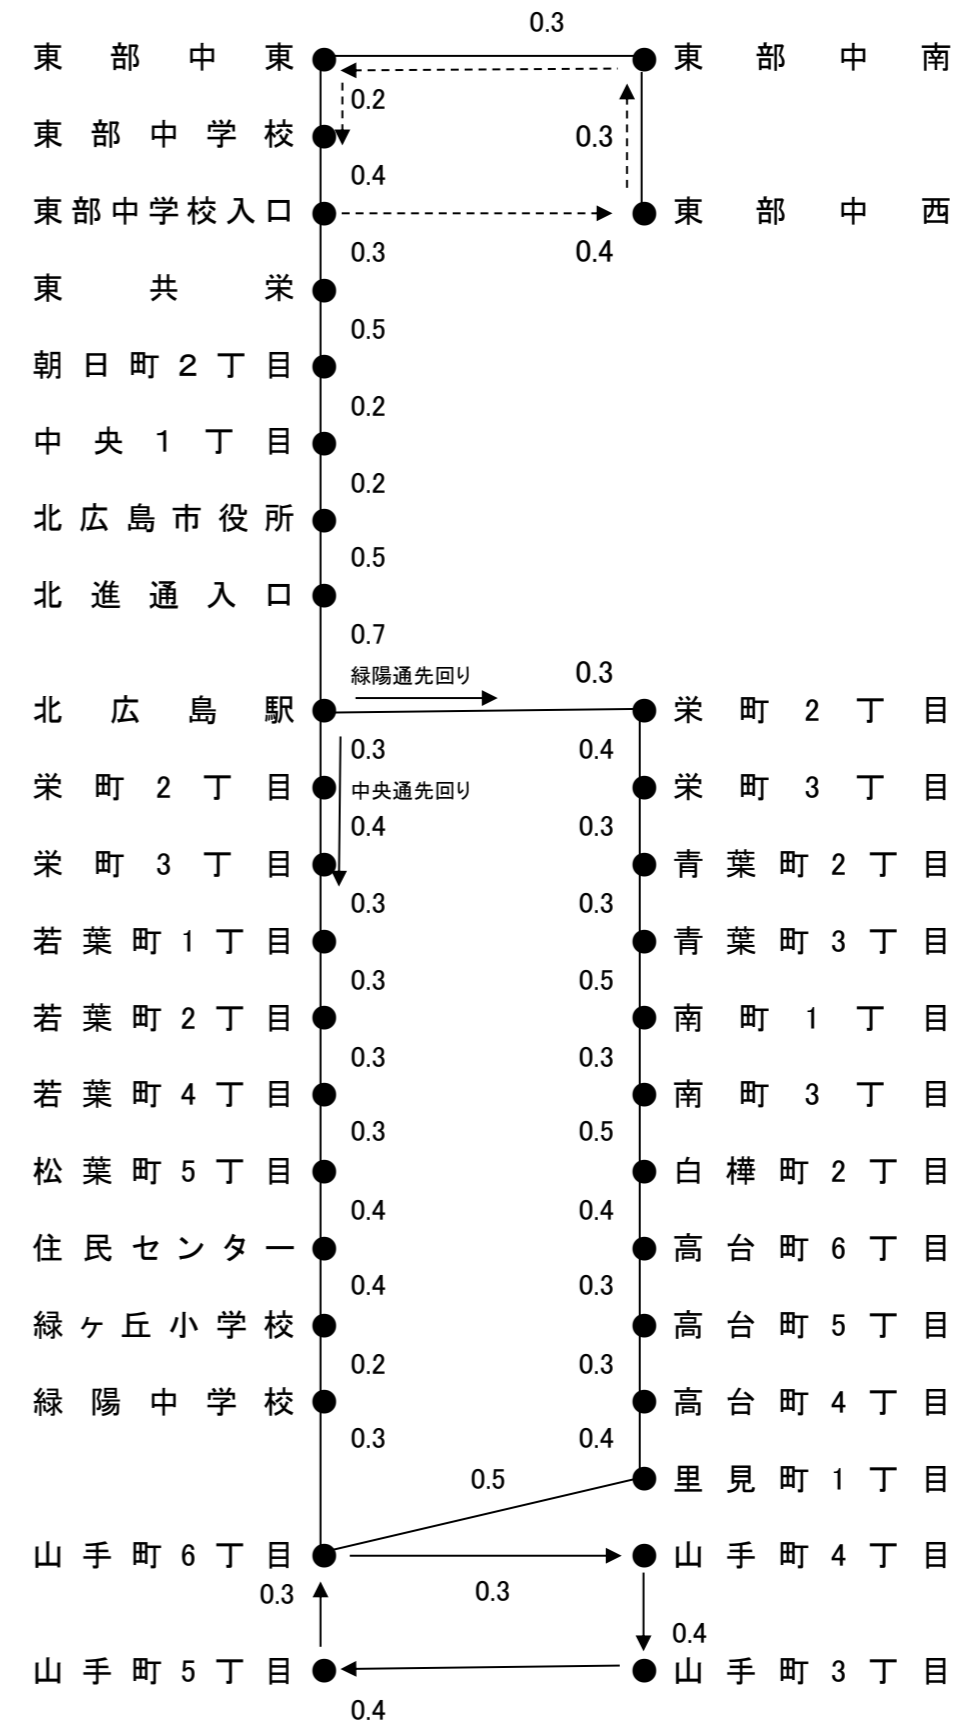 0.3
東部中東 東部中南
0.2
東部中学校 0.3
0.4
東部中学校入口 東部中西
0.3 0.4
東共栄
0.5
朝日町2丁目
0.2
中央1丁目
0.2
北広島市役所
0.5
北進通入口
0.7
緑陽通先回り 0.3
北広島駅 栄町2丁目
0.3 0.4
栄町2丁目 中央通先回り 栄町3丁目
0.4 0.3
栄町3丁目 青葉町2丁目
0.3 0.3
若葉町1丁目 青葉町3丁目
0.3 0.5
若葉町2丁目 南町1丁目
0.3 0.3
若葉町4丁目 南町3丁目
0.3 0.5
松葉町5丁目 白樺町2丁目
0.4 0.4
住民センター 高台町6丁目
0.4 0.3
緑ヶ丘小学校 高台町5丁目
0.2 0.3
緑陽中学校 高台町4丁目
0.3 0.4
0.5 里見町1丁目
山手町6丁目 山手町4丁目
0.3 0.3
0.4
山手町5丁目 山手町3丁目
0.4